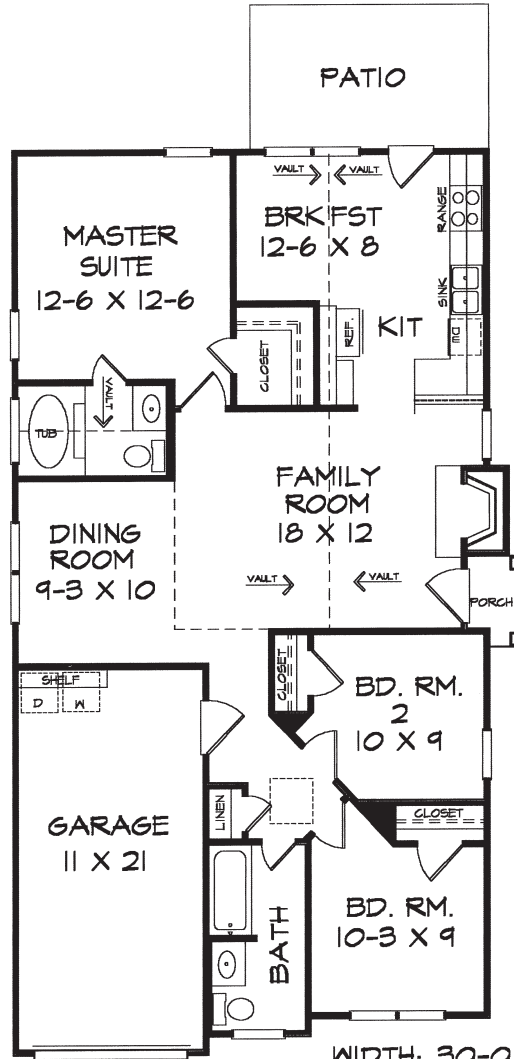 PATIO
VAULT
VAULT
BRKFST
12-6 X 8
RANGE
SINK
MASTER
SUITE
12-6 X 12-6
KIT
REF.
DW
CLOSET
VAULT
TUB
FAMILY
ROOM
18 X 12
DINING
ROOM
9-3 X 10
VAULT
VAULT
PORCH
CLOSET
BD. RM.
2
10 X 9
SHELF
D
W
LINEN
CLOSET
GARAGE
11 X 21
BATH
BD. RM.
10-3 X 9
WIDTH: 30-0